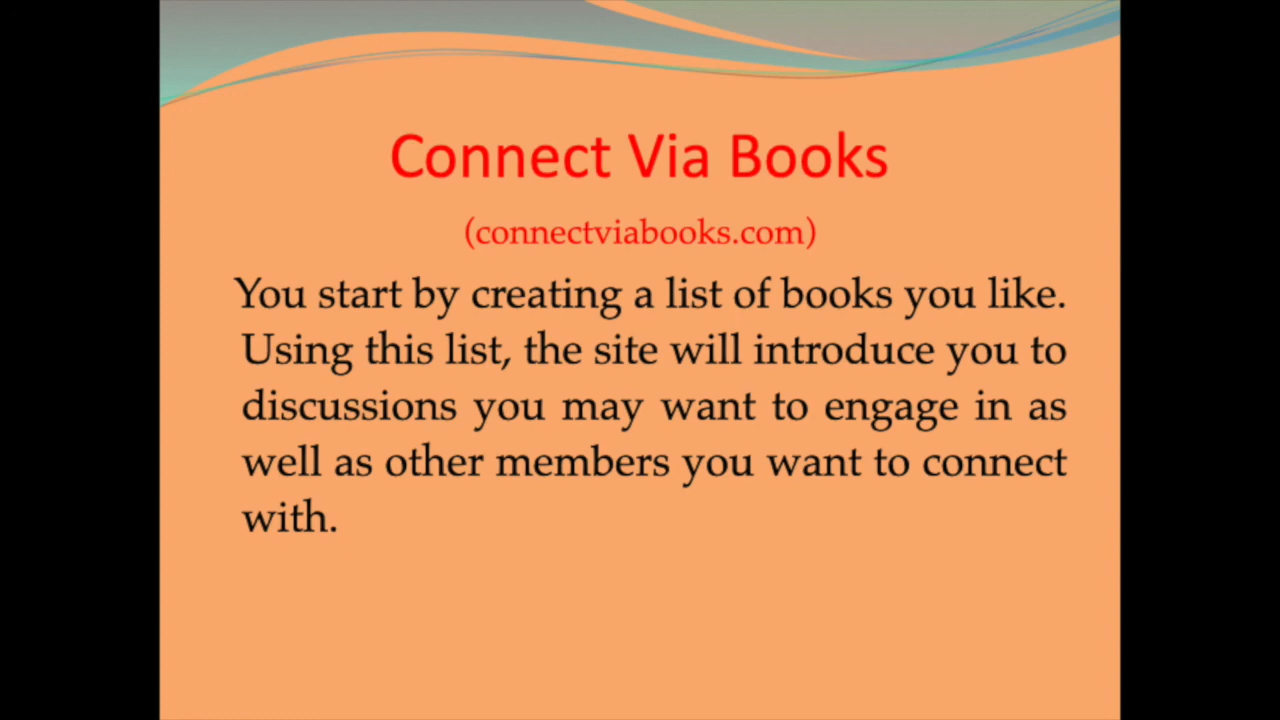 Connect Via Books
(connectviabooks.com)
You start by creating a list of books you like.
Using this list, the site will introduce you to
discussions you may want to engage in as
well as other members you want to connect
with.